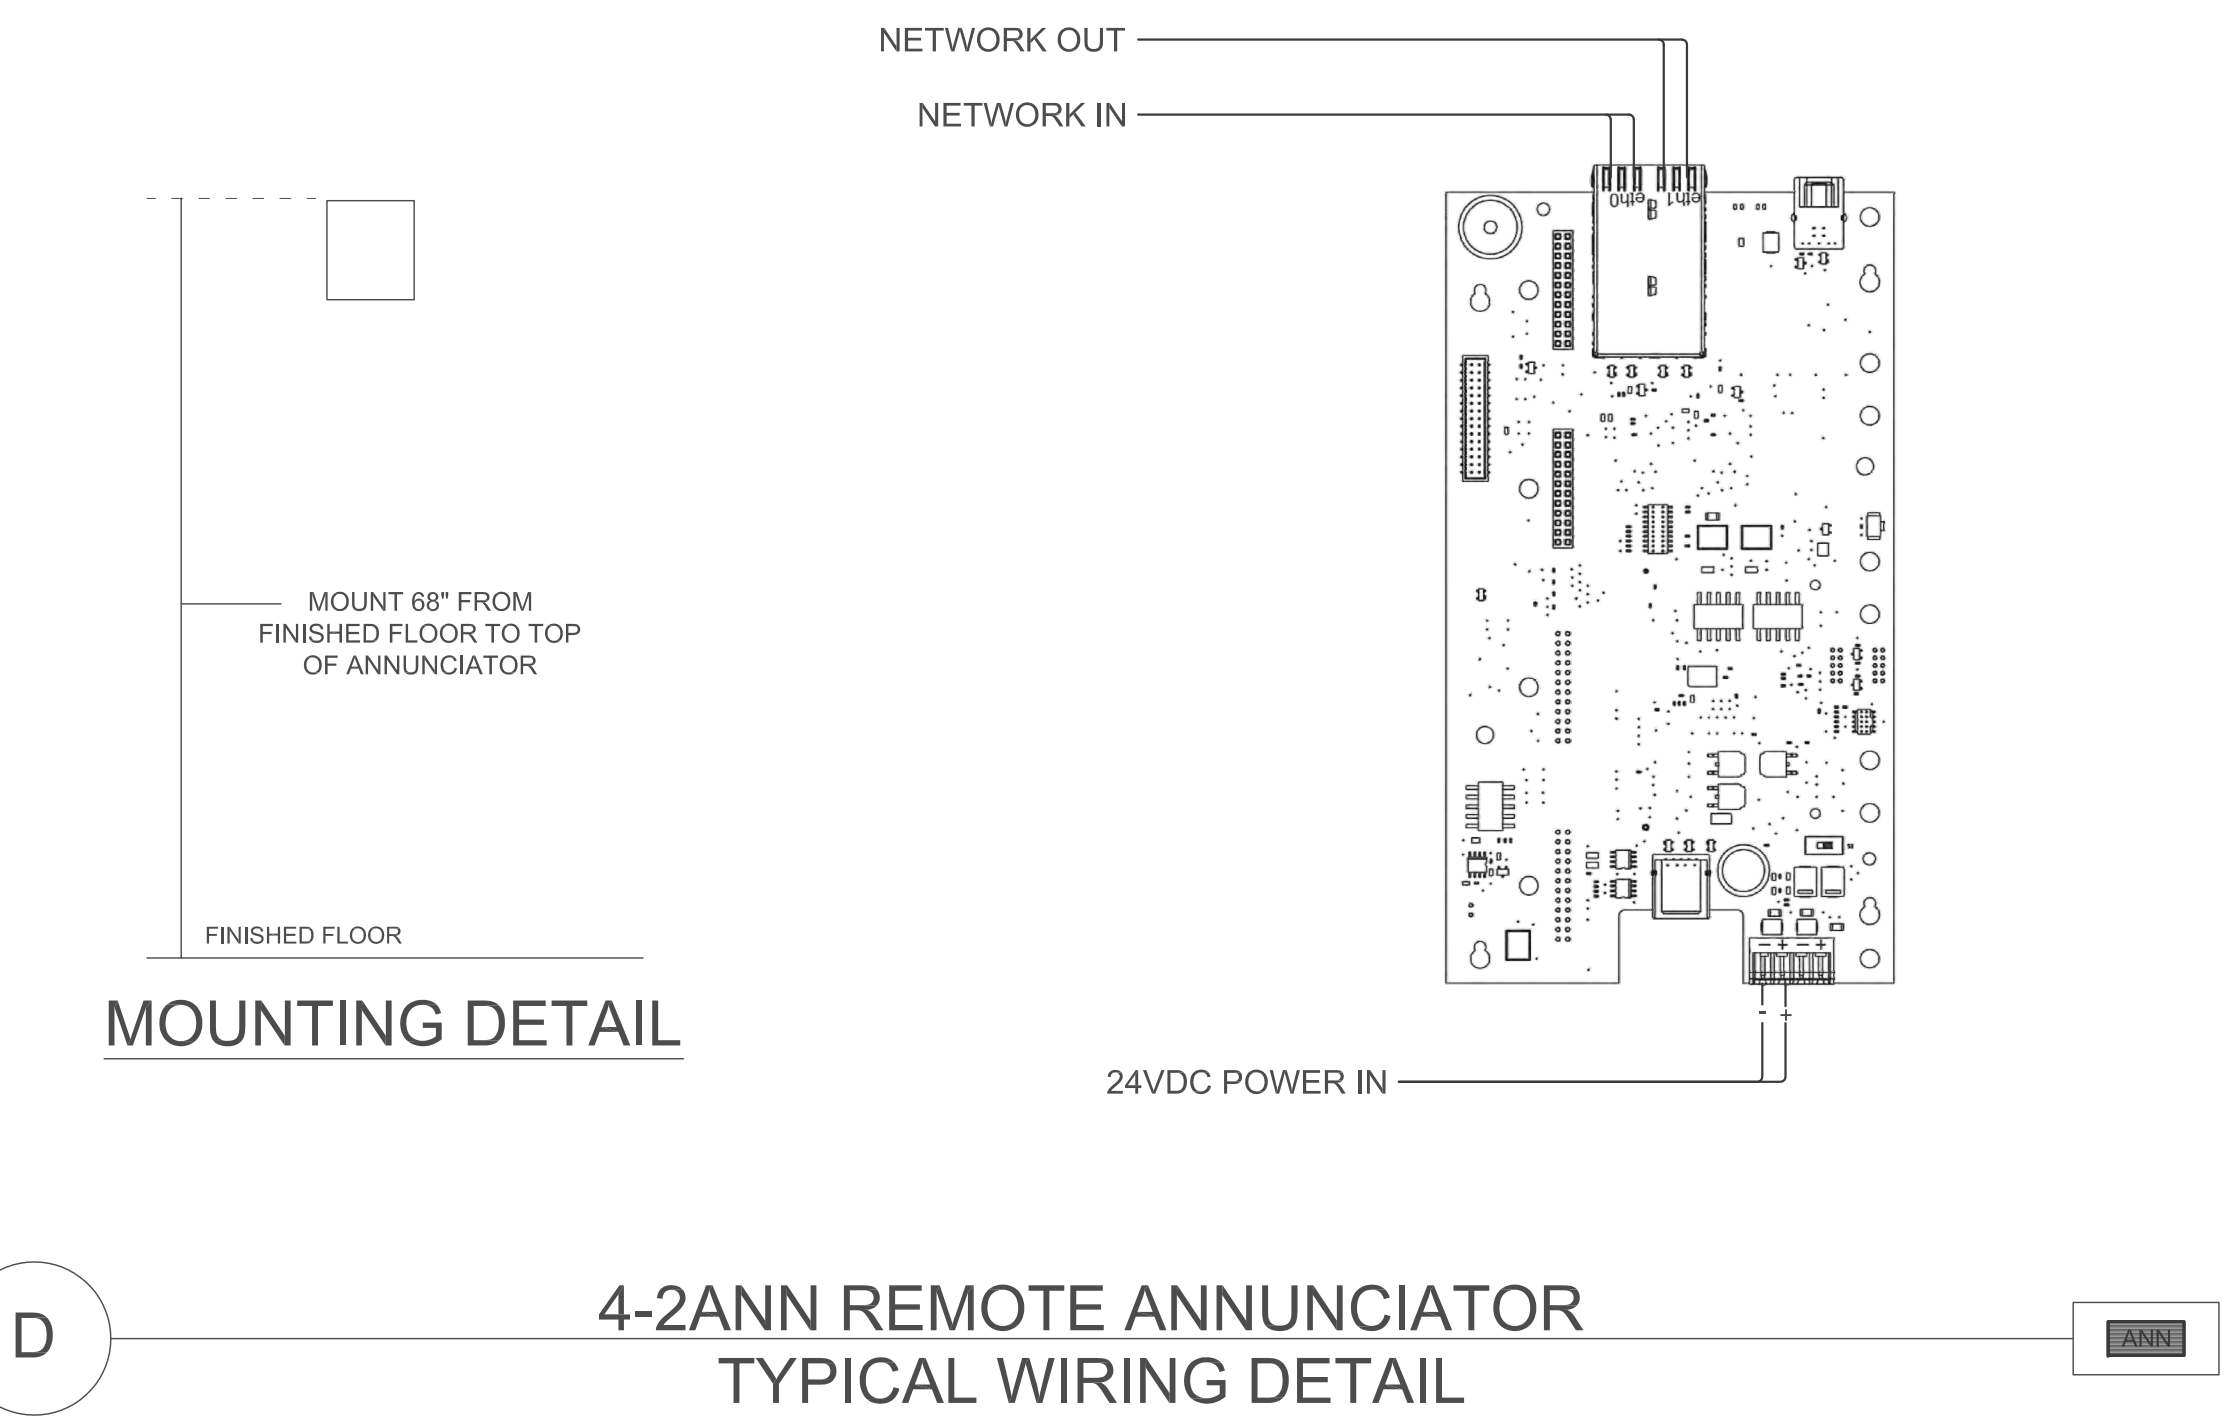 NETWORK OUT
NETWORK IN
eth0
eth1
MOUNT 68" FROM
FINISHED FLOOR TO TOP
OF ANNUNCIATOR
FINISHED FLOOR
MOUNTING DETAIL
- + - +
- +
24VDC POWER IN
D
4-2ANN REMOTE ANNUNCIATOR
TYPICAL WIRING DETAIL
ANN